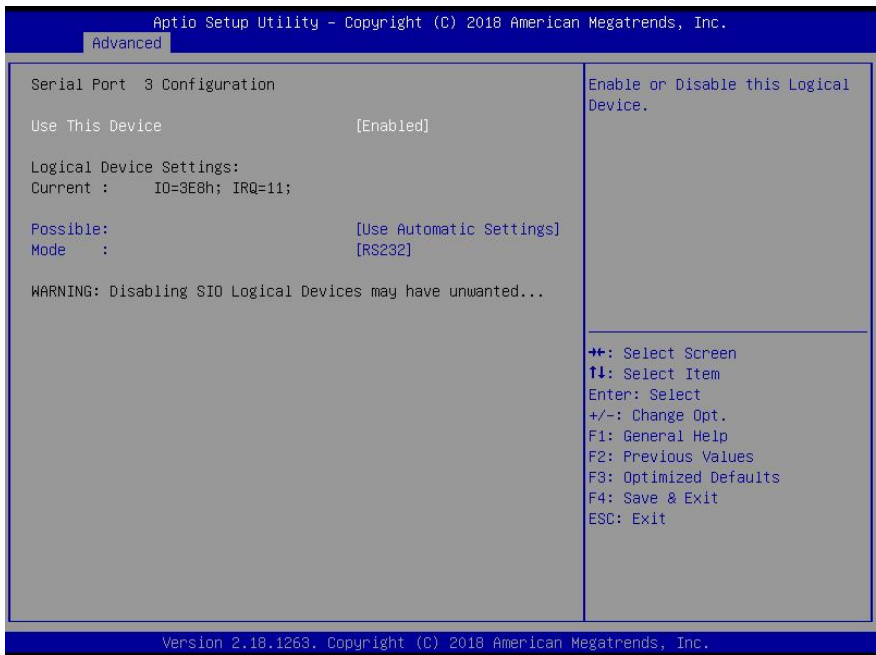 Aptio Setup Utility – Copyright (C) 2018 American Megatrends, Inc.
Advanced
Serial Port 3 Configuration
Use This Device [Enabled]
Logical Device Settings:
Current : IO=3E8h; IRQ=11;
Possible: [Use Automatic Settings]
Mode : [RS232]
WARNING: Disabling SIO Logical Devices may have unwanted...
Enable or Disable this Logical
Device.
→←: Select Screen
↑↓: Select Item
Enter: Select
+/-: Change Opt.
F1: General Help
F2: Previous Values
F3: Optimized Defaults
F4: Save & Exit
ESC: Exit
Version 2.18.1263. Copyright (C) 2018 American Megatrends, Inc.